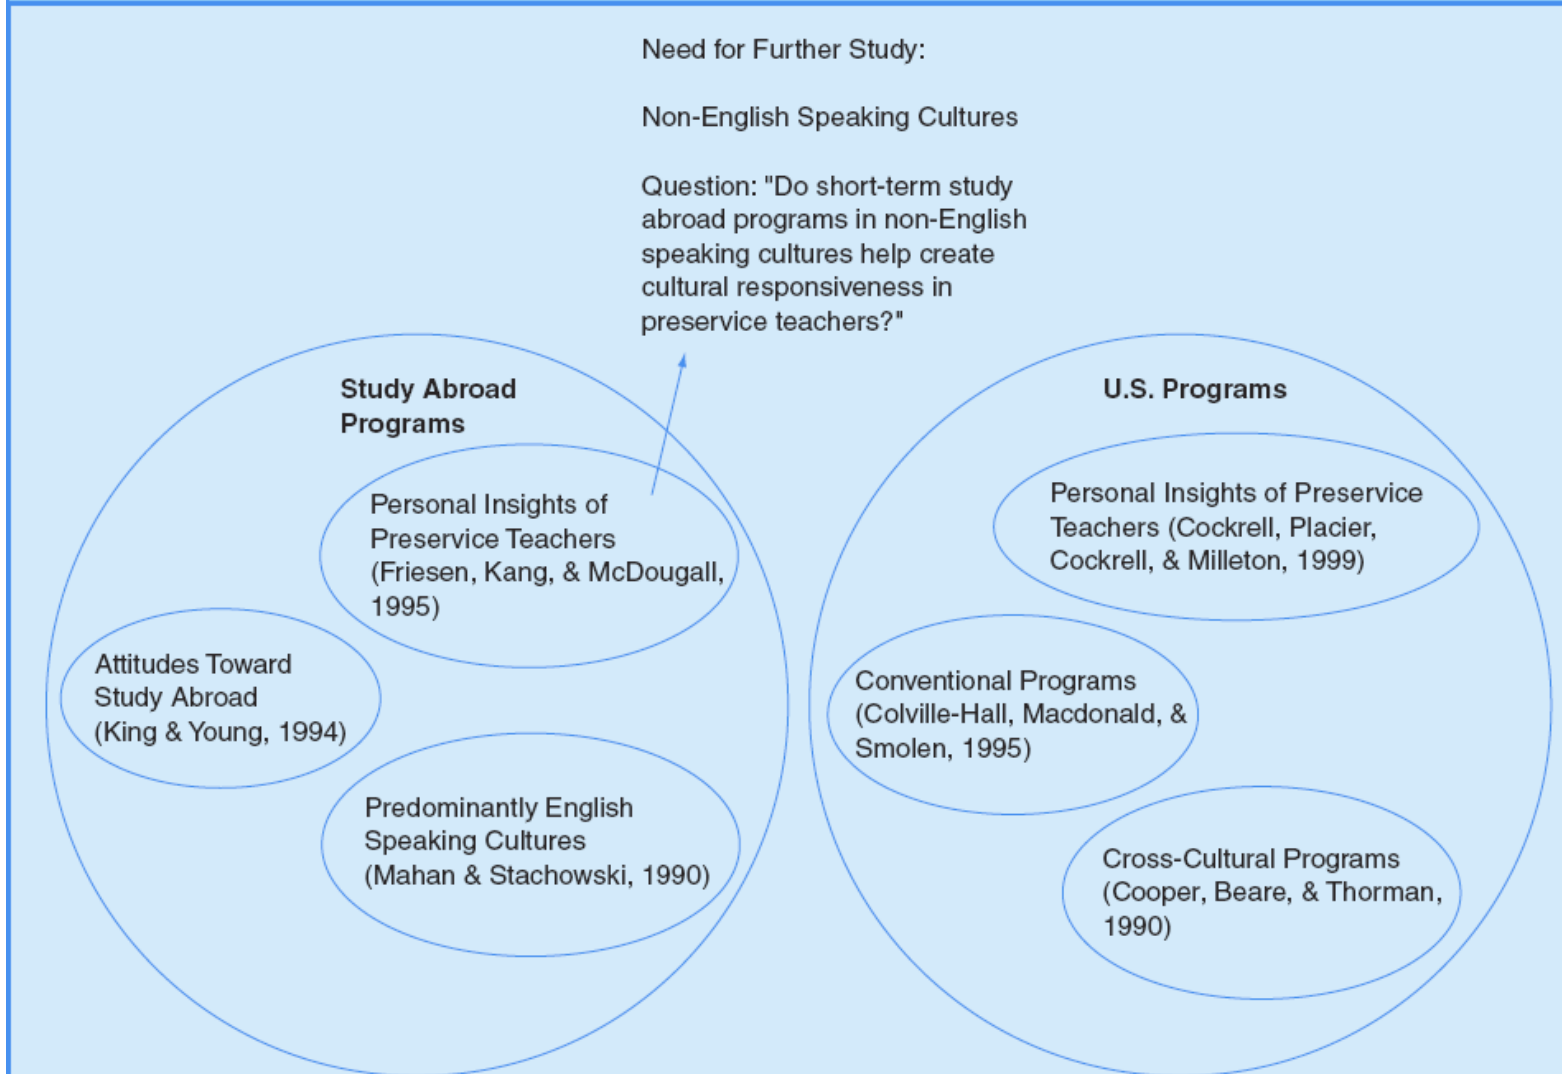 Need for Further Study:
Non-English Speaking Cultures
Question: "Do short-term study
abroad programs in non-English
speaking cultures help create
cultural responsiveness in
preservice teachers?"
Study Abroad
Programs
Personal Insights of
Preservice Teachers
(Friesen, Kang, & McDougall,
1995)
Attitudes Toward
Study Abroad
(King & Young, 1994)
Predominantly English
Speaking Cultures
(Mahan & Stachowski, 1990)
U.S. Programs
Personal Insights of Preservice
Teachers (Cockrell, Placier,
Cockrell, & Milleton, 1999)
Conventional Programs
(Colville-Hall, Macdonald, &
Smolen, 1995)
Cross-Cultural Programs
(Cooper, Beare, & Thorman,
1990)